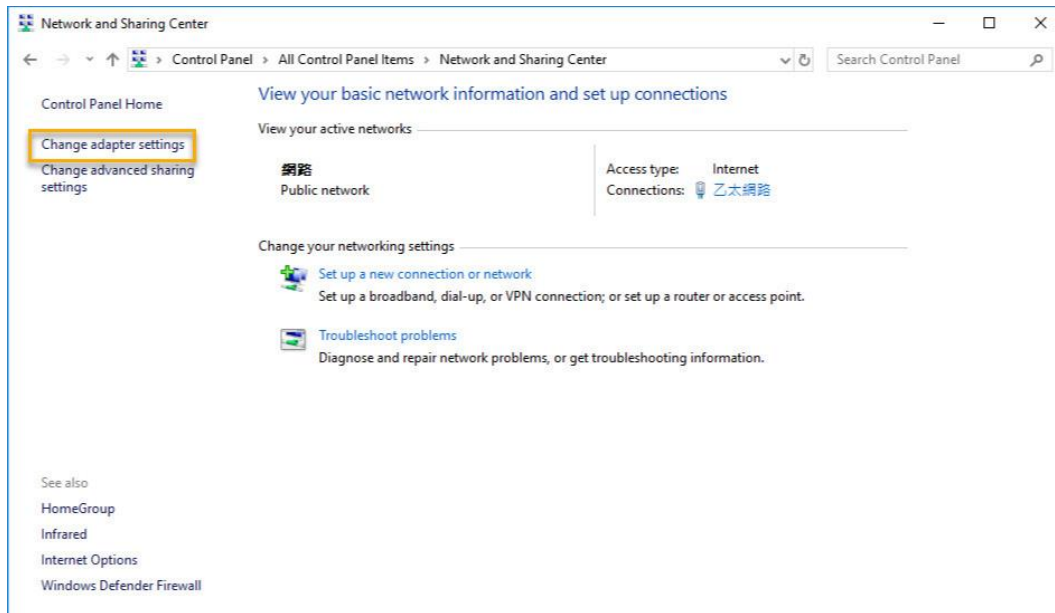 Network and Sharing Center
Control Panel > All Control Panel Items > Network and Sharing Center
Search Control Panel
Control Panel Home
Change adapter settings
Change advanced sharing
settings
View your basic network information and set up connections
View your active networks
網路
Public network
Access type: Internet
Connections: 乙太網路
Change your networking settings
Set up a new connection or network
Set up a broadband, dial-up, or VPN connection; or set up a router or access point.
Troubleshoot problems
Diagnose and repair network problems, or get troubleshooting information.
See also
HomeGroup
Infrared
Internet Options
Windows Defender Firewall